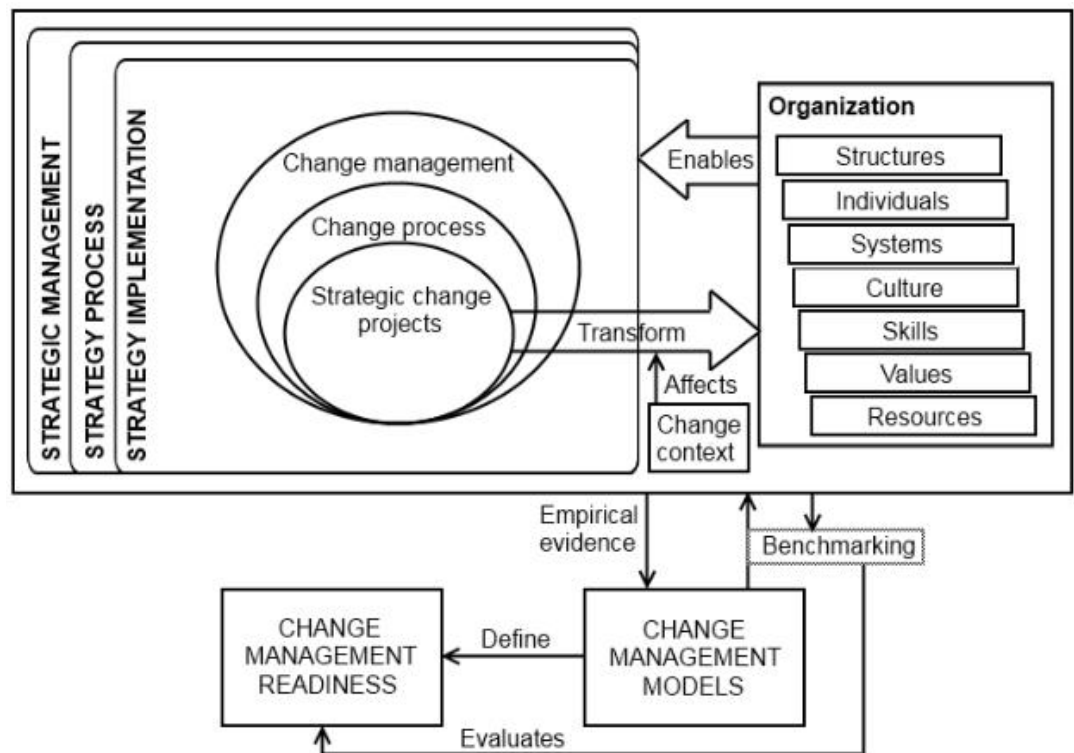 STRATEGIC MANAGEMENT
STRATEGY PROCESS
STRATEGY IMPLEMENTATION
Change management
Change process
Strategic change
projects
Enables
Transform
Affects
Change
context
Organization
Structures
Individuals
Systems
Culture
Skills
Values
Resources
Empirical
evidence
Benchmarking
CHANGE
MANAGEMENT
READINESS
Define
CHANGE
MANAGEMENT
MODELS
Evaluates